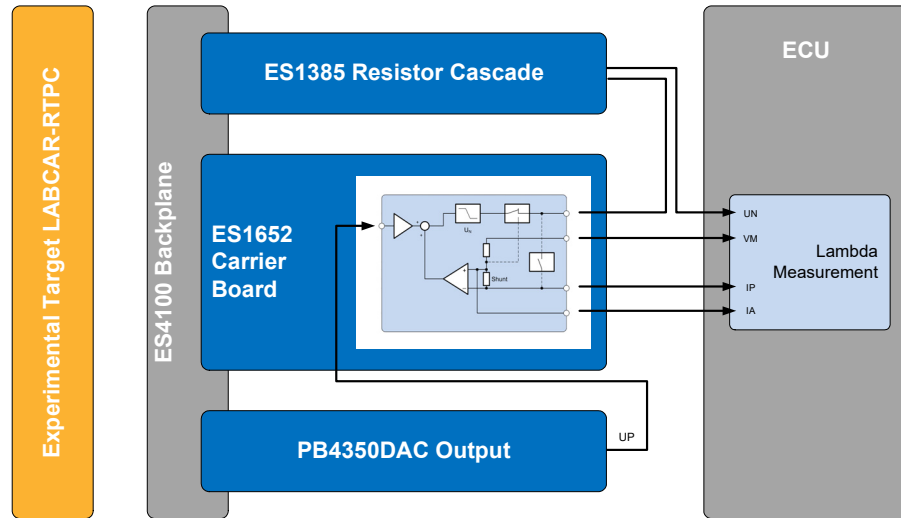 Experimental Target LABCAR-RTPC
ES4100 Backplane
ES1385 Resistor Cascade
ECU
ES1652
Carrier
Board
UN
Shunt
UN
VM
IP
IA
Lambda
Measurement
PB4350DAC Output
UP